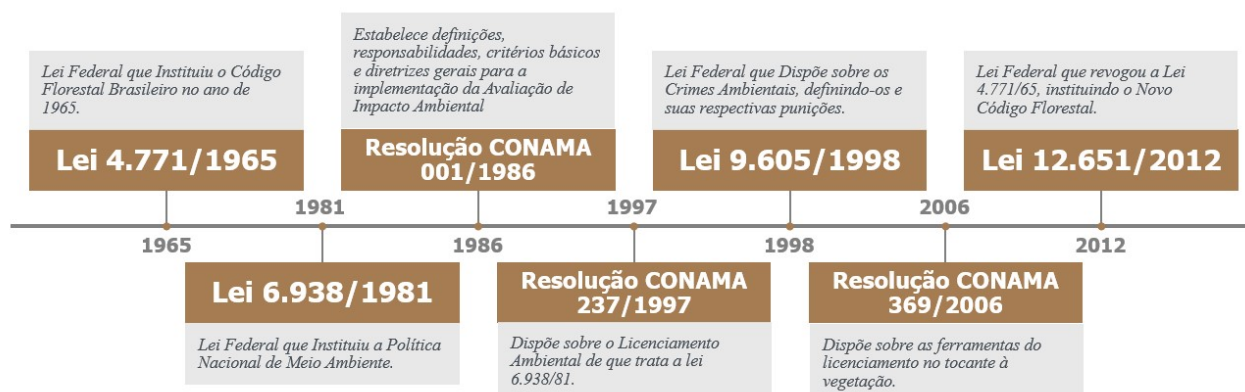 Lei Federal que Instituiu o Código
Florestal Brasileiro no ano de
1965.
Lei 4.771/1965
1965
1981
Lei 6.938/1981
Lei Federal que Instituiu a Política
Nacional de Meio Ambiente.
Estabelece definições,
responsabilidades, critérios básicos
e diretrizes gerais para a
implementação da Avaliação de
Impacto Ambiental
Resolução CONAMA
001/1986
1986
1997
Resolução CONAMA
237/1997
Dispõe sobre o Licenciamento
Ambiental de que trata a lei
6.938/81.
Lei Federal que Dispõe sobre os
Crimes Ambientais, definindo-os e
suas respectivas punições.
Lei 9.605/1998
1998
2006
Resolução CONAMA
369/2006
Dispõe sobre as ferramentas do
licenciamento no tocante à
vegetação.
Lei Federal que revogou a Lei
4.771/65, instituindo o Novo
Código Florestal.
Lei 12.651/2012
2012